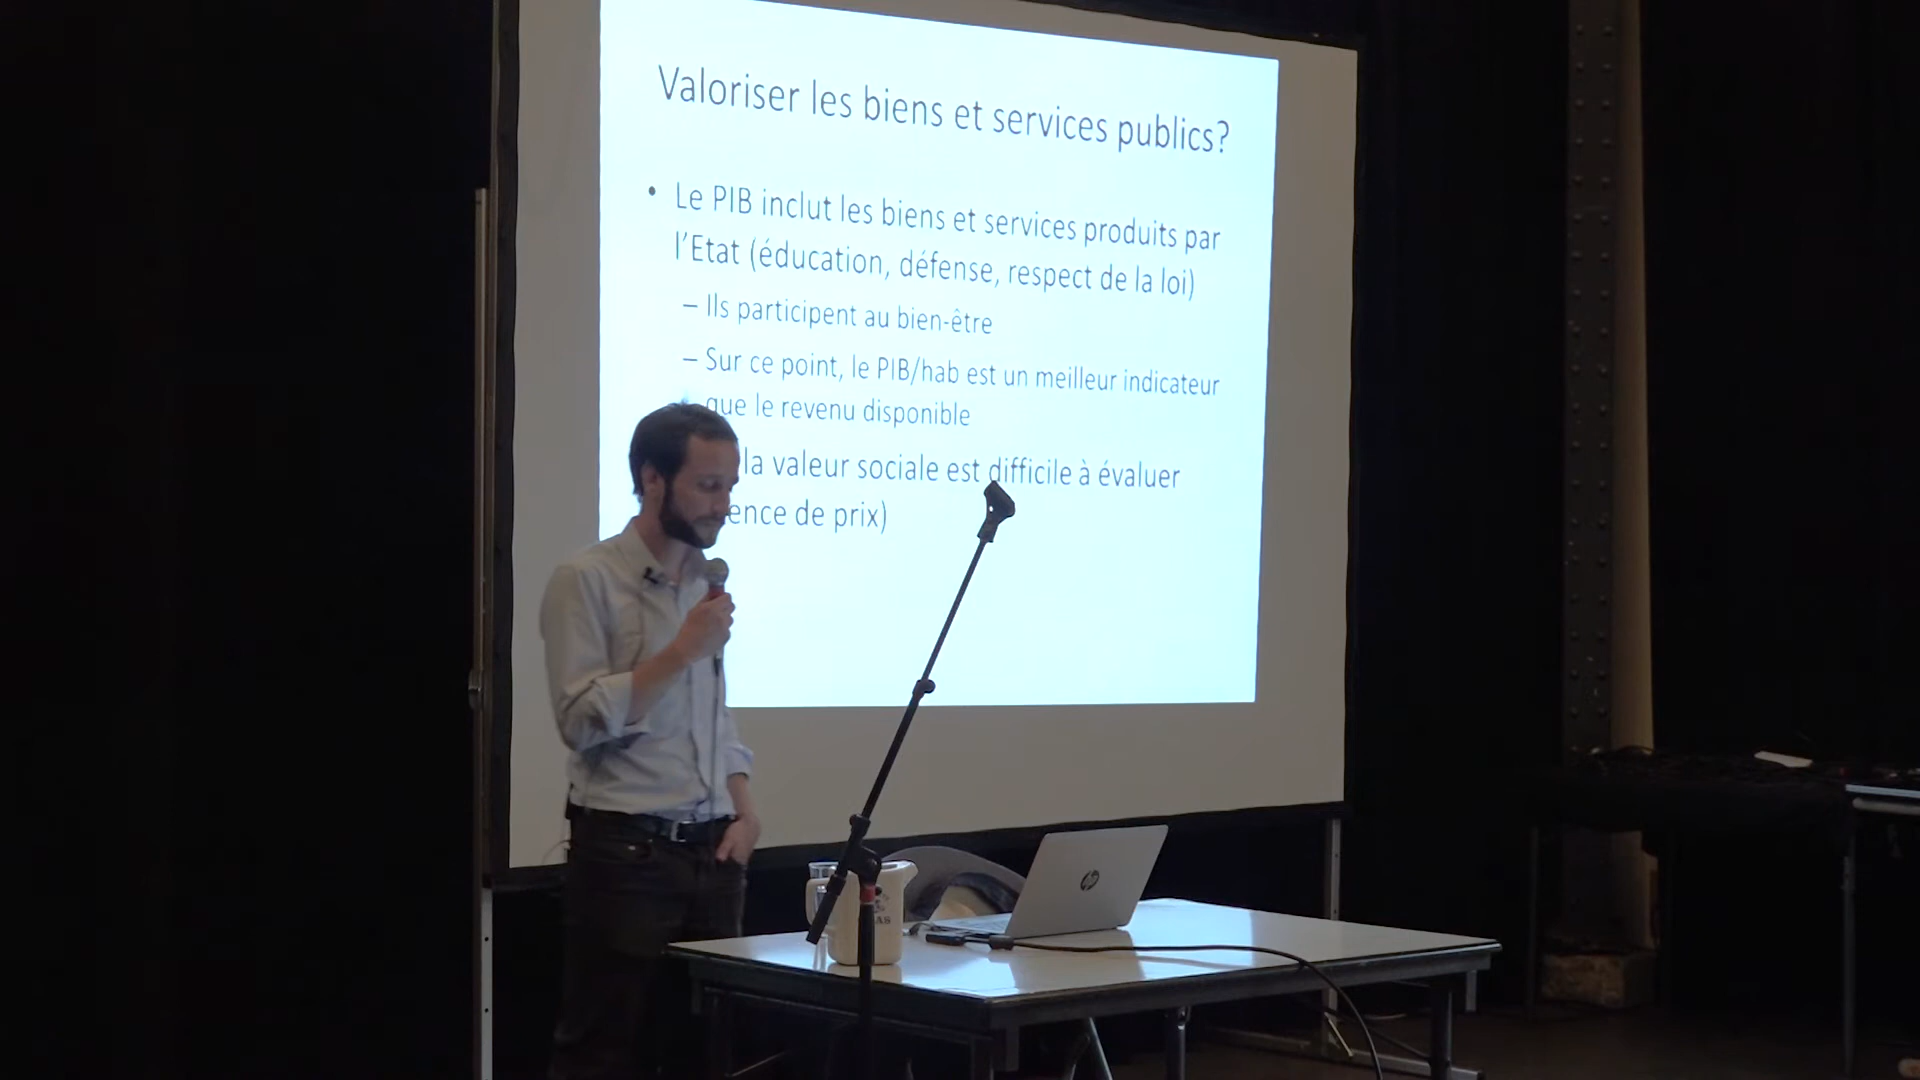 Valoriser les biens et services publics?
• Le PIB inclut les biens et services produits par
l'Etat (éducation, défense, respect de la loi)
– Ils participent au bien-être
– Sur ce point, le PIB/hab est un meilleur indicateur
que le revenu disponible
la valeur sociale est difficile à évaluer
ence de prix)
hp